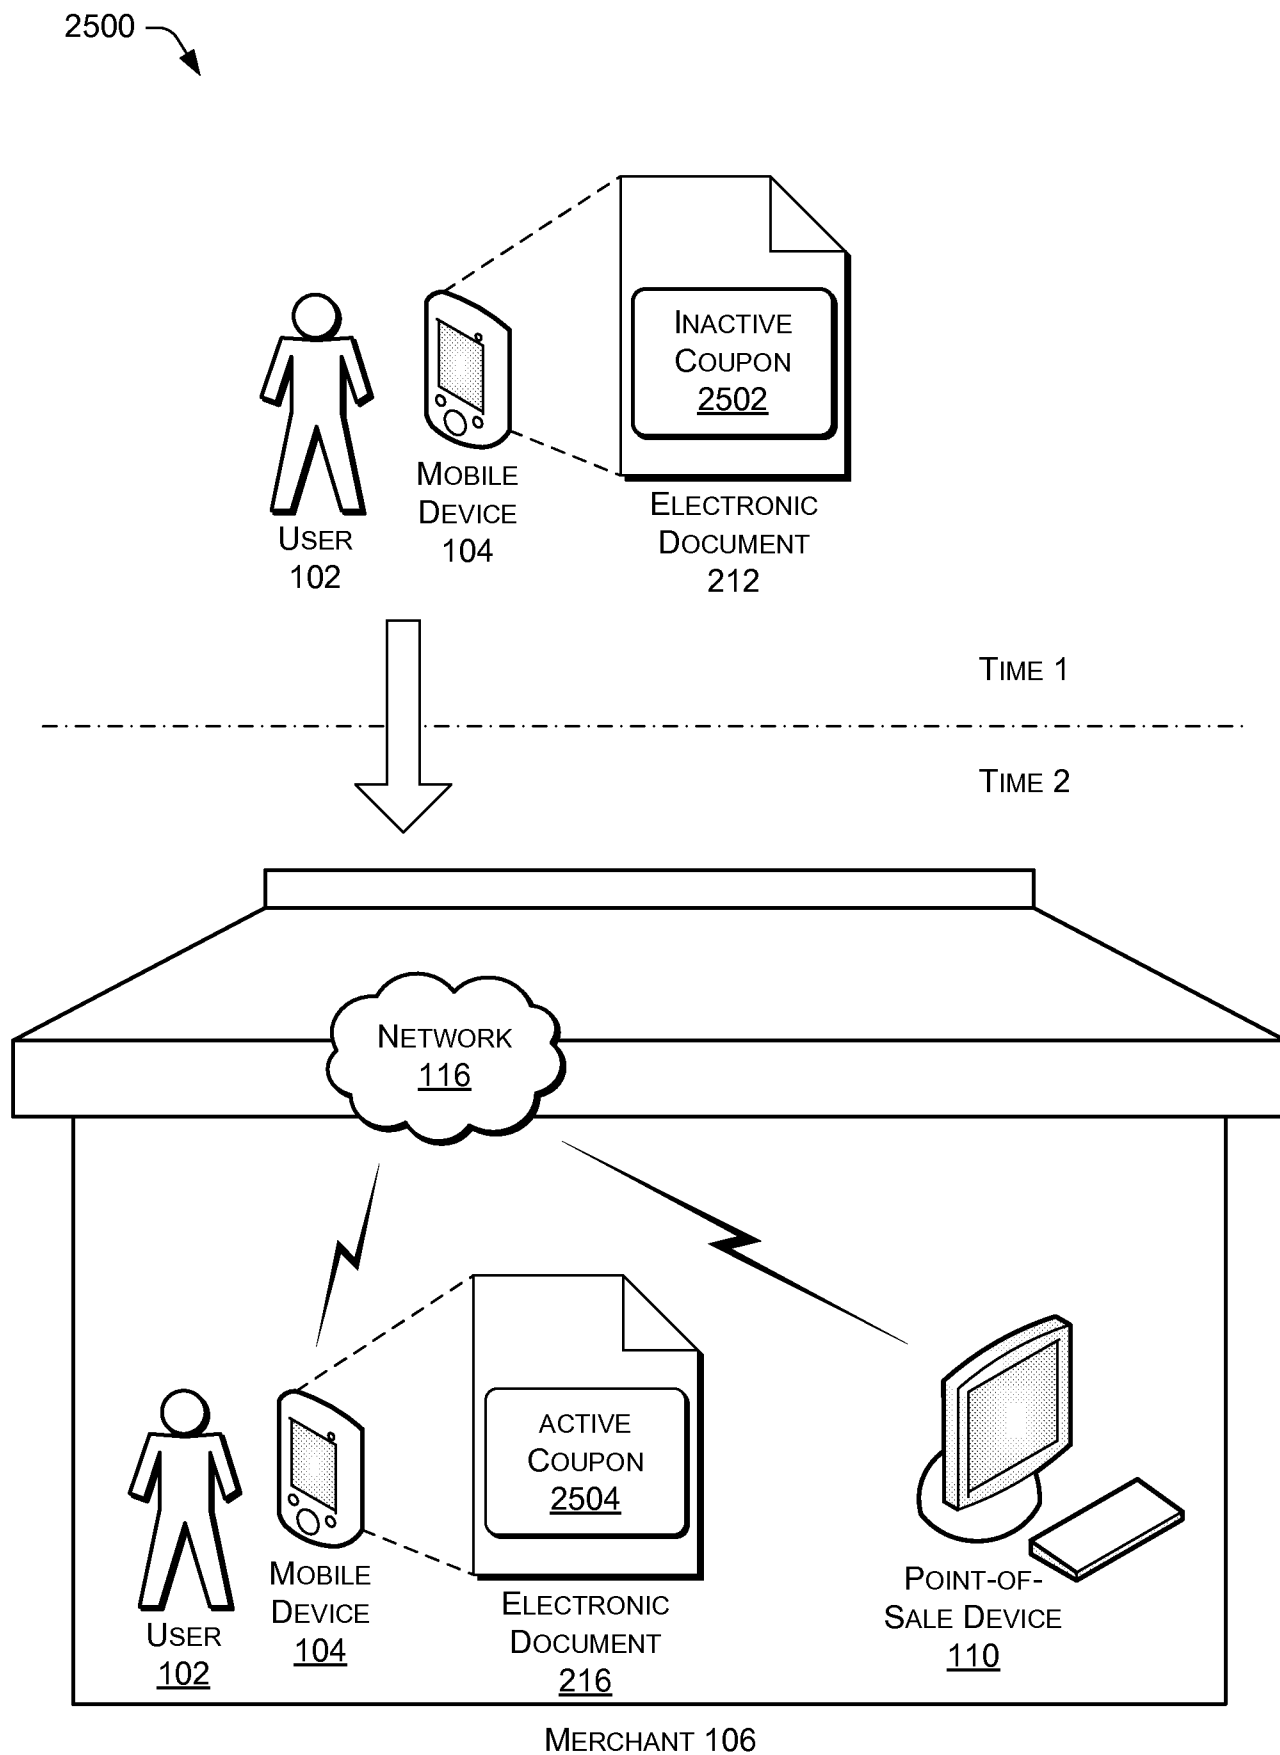 2500
INACTIVE
COUPON
2502
MOBILE
DEVICE
104
USER
102
ELECTRONIC
DOCUMENT
212
TIME 1
TIME 2
NETWORK
116
ACTIVE
COUPON
2504
MOBILE
DEVICE
104
USER
102
ELECTRONIC
DOCUMENT
216
POINT-OF-
SALE DEVICE
110
MERCHANT 106